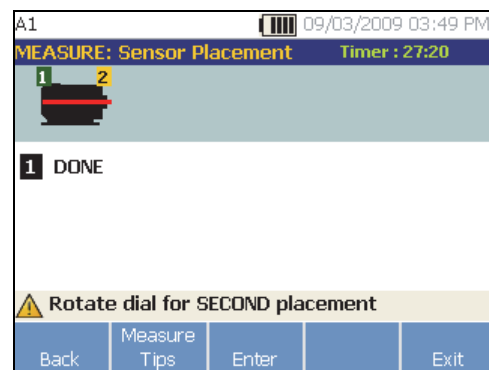 A1 09/03/2009 03:49 PM
MEASURE: Sensor Placement Timer : 27:20
1 2
1 DONE
Rotate dial for SECOND placement
Measure
Back Tips Enter Exit